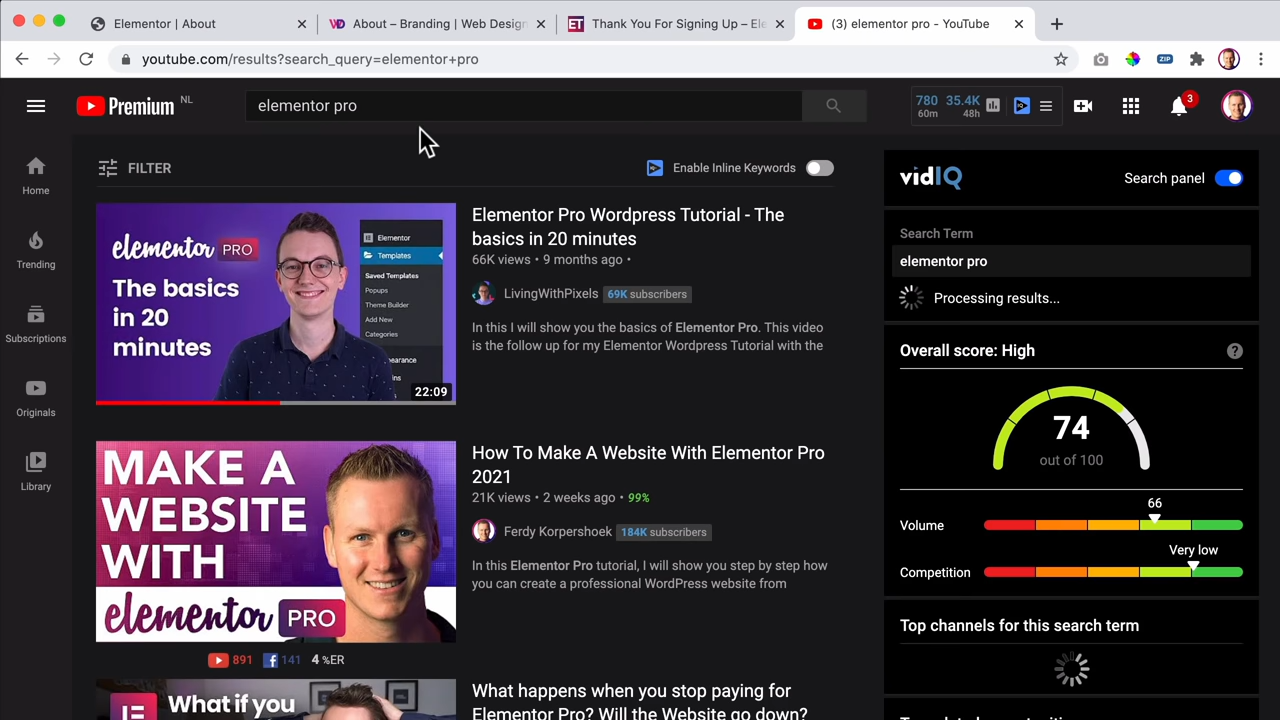 Elementor | About
About – Branking | Web Design
Thank You For Signing Up – Ele
(3) elementor pro - YouTube
youtube.com/results?search_query=elementor+pro
ZIP
Premium NL
elementor pro
780 60m
35.4K 48h
3
Home
Trending
Subscriptions
Originals
Library
FILTER
Enable Inline Keywords
elementor PRO
The basics
in 20
minutes
Elementor
Templates
Saved Templates
Popups
Theme Builder
Add New
Categories
22:09
Elementor Pro Wordpress Tutorial - The
basics in 20 minutes
66K views • 9 months ago •
LivingWithPixels 69K subscribers
In this I will show you the basics of Elementor Pro. This video
is the follow up for my Elementor Wordpress Tutorial with the
MAKE A
WEBSITE
WITH
elementor PRO
891 141 4 %ER
How To Make A Website With Elementor Pro
2021
21K views • 2 weeks ago • 99%
Ferdy Korpershoek 184K subscribers
In this Elementor Pro tutorial, I will show you step by step how
you can create a professional WordPress website from
What if you
What happens when you stop paying for
Elementor Pro? Will the Website go down?
vidIQ
Search panel
Search Term
elementor pro
Processing results...
Overall score: High
?
74
out of 100
66
Volume
Very low
Competition
Top channels for this search term